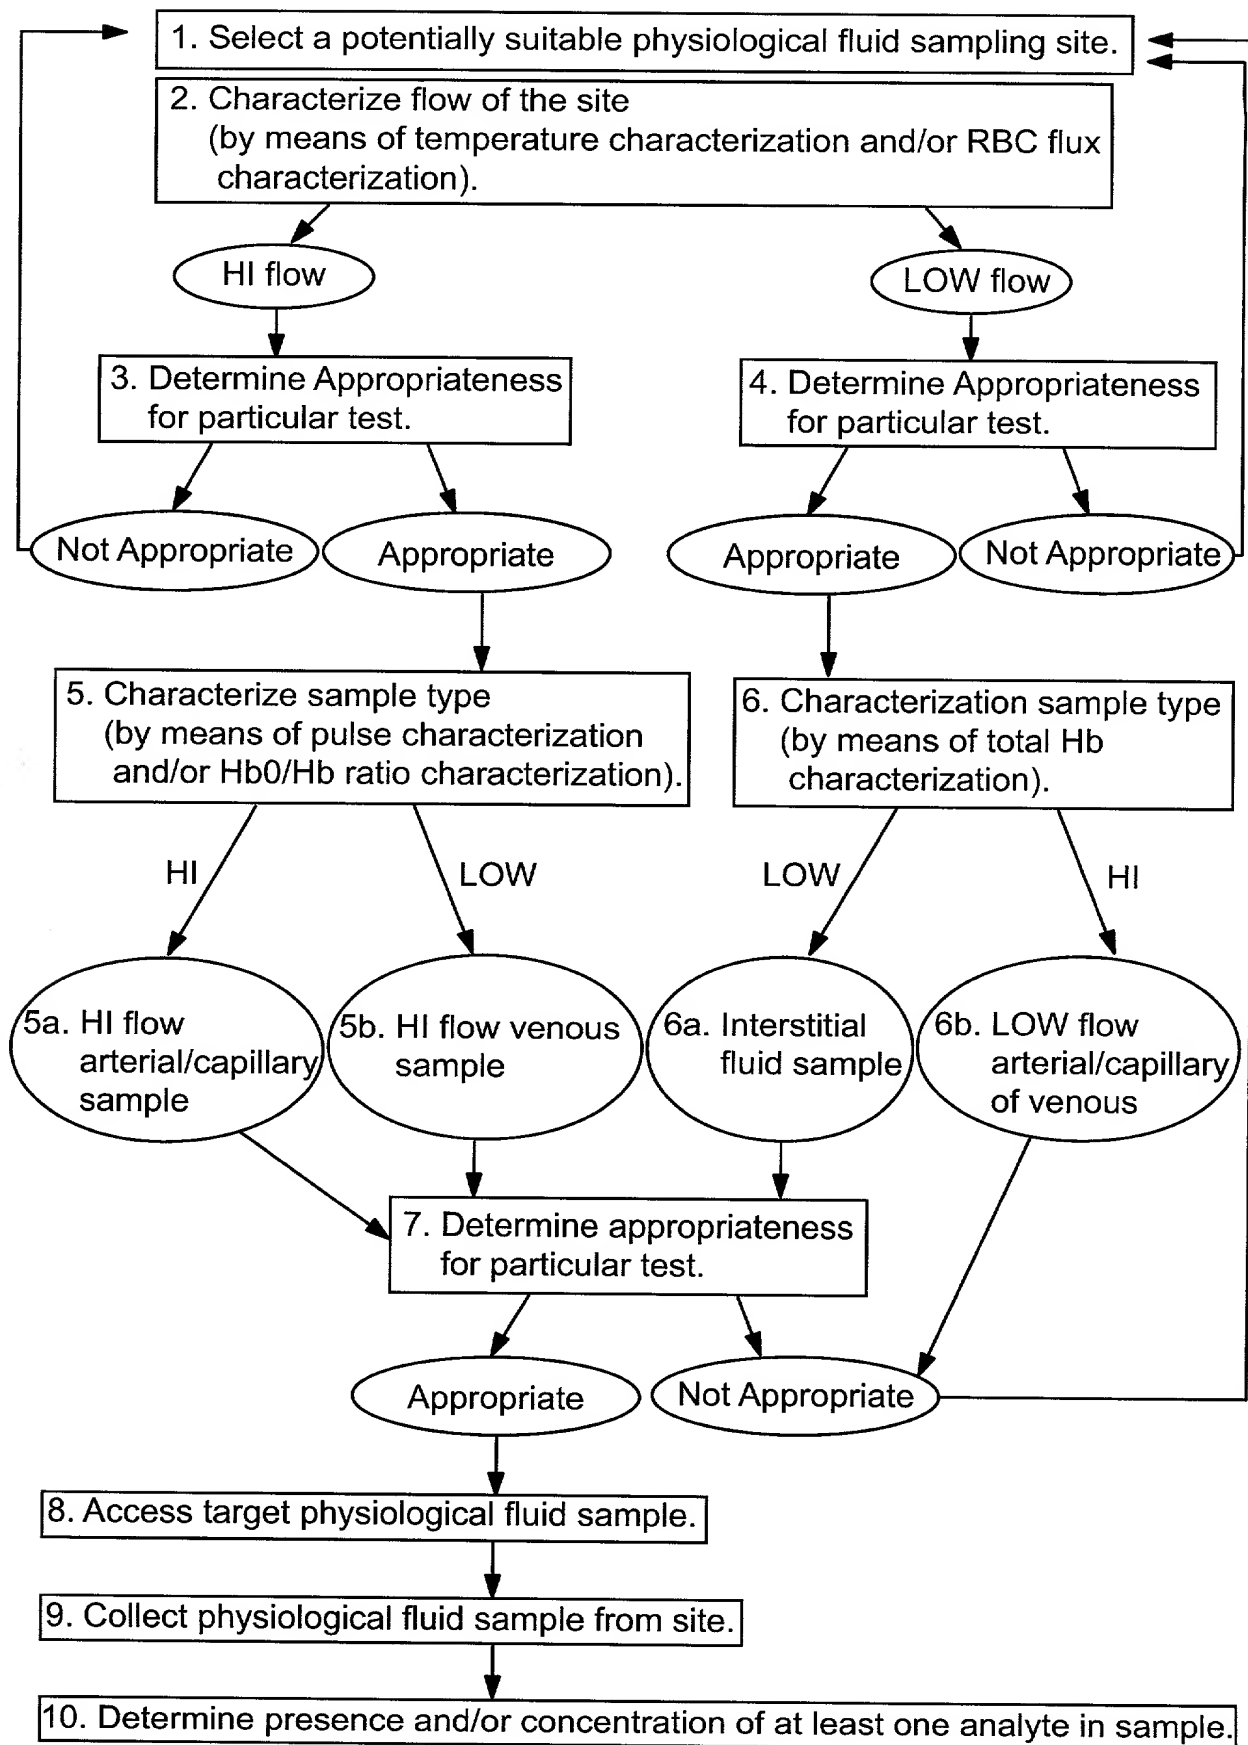 1. Select a potentially suitable physiological fluid sampling site.
2. Characterize flow of the site
(by means of temperature characterization and/or RBC flux
characterization).
HI flow
LOW flow
3. Determine Appropriateness
for particular test.
4. Determine Appropriateness
for particular test.
Not Appropriate
Appropriate
Appropriate
Not Appropriate
5. Characterize sample type
(by means of pulse characterization
and/or Hb0/Hb ratio characterization).
6. Characterization sample type
(by means of total Hb
characterization).
HI
LOW
LOW
HI
5a. HI flow
arterial/capillary
sample
5b. HI flow venous
sample
6a. Interstitial
fluid sample
6b. LOW flow
arterial/capillary
of venous
7. Determine appropriateness
for particular test.
Appropriate
Not Appropriate
8. Access target physiological fluid sample.
9. Collect physiological fluid sample from site.
10. Determine presence and/or concentration of at least one analyte in sample.